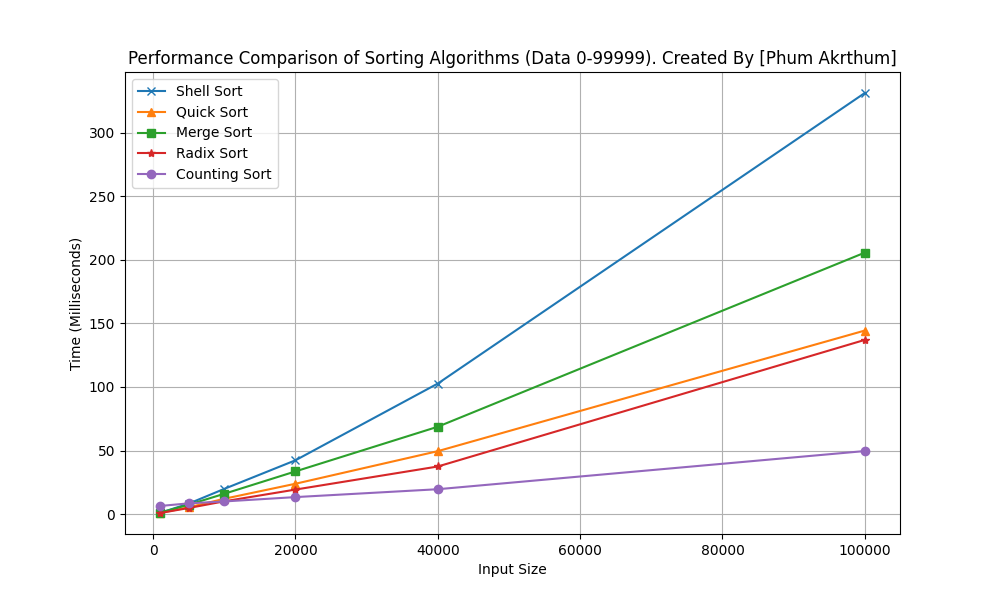 Performance Comparison of Sorting Algorithms (Data 0-99999). Created By [Phum Akrthum]
Shell Sort
Quick Sort
Merge Sort
Radix Sort
Counting Sort
Time (Milliseconds)
300
250
200
150
100
50
0
0 20000 40000 60000 80000 100000
Input Size